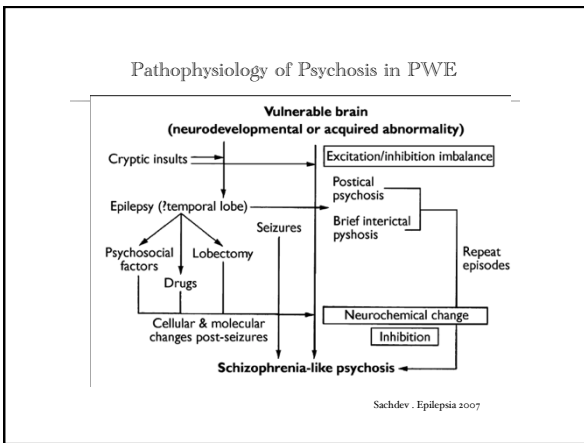 Pathophysiology of Psychosis in PWE
Vulnerable brain
(neurodevelopmental or acquired abnormality)
Cryptic insults
Excitation/inhibition imbalance
Postical
psychosis
Epilepsy (?temporal lobe)
Brief interictal
pyshosis
Seizures
Psychosocial
factors
Lobectomy
Repeat
episodes
Drugs
Neurochemical change
Cellular & molecular
changes post-seizures
Inhibition
Schizophrenia-like psychosis
Sachdev . Epilepsia 2007